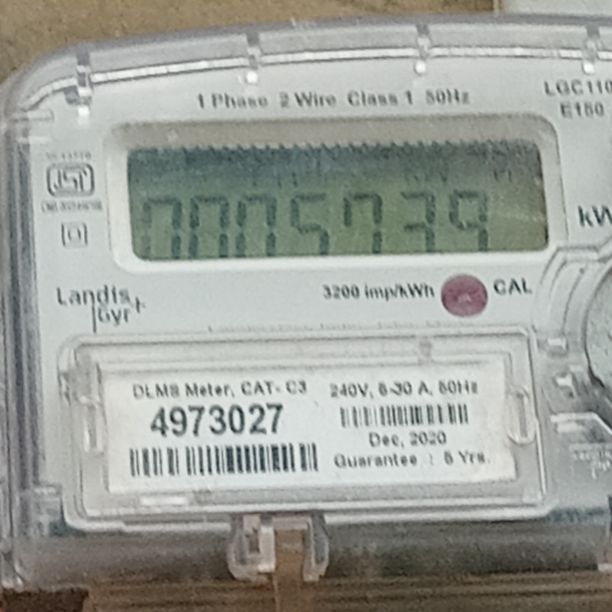 1 Phase 2 Wire Class 1 50Hz
LGC110
E150
kW
Landis
Gyr +
3200 imp/kWh
CAL
DLMS Meter, CAT- C3
240V, 5-30 A, 50Hz
4973027
Dec, 2020
Guarantee : 5 Yrs.